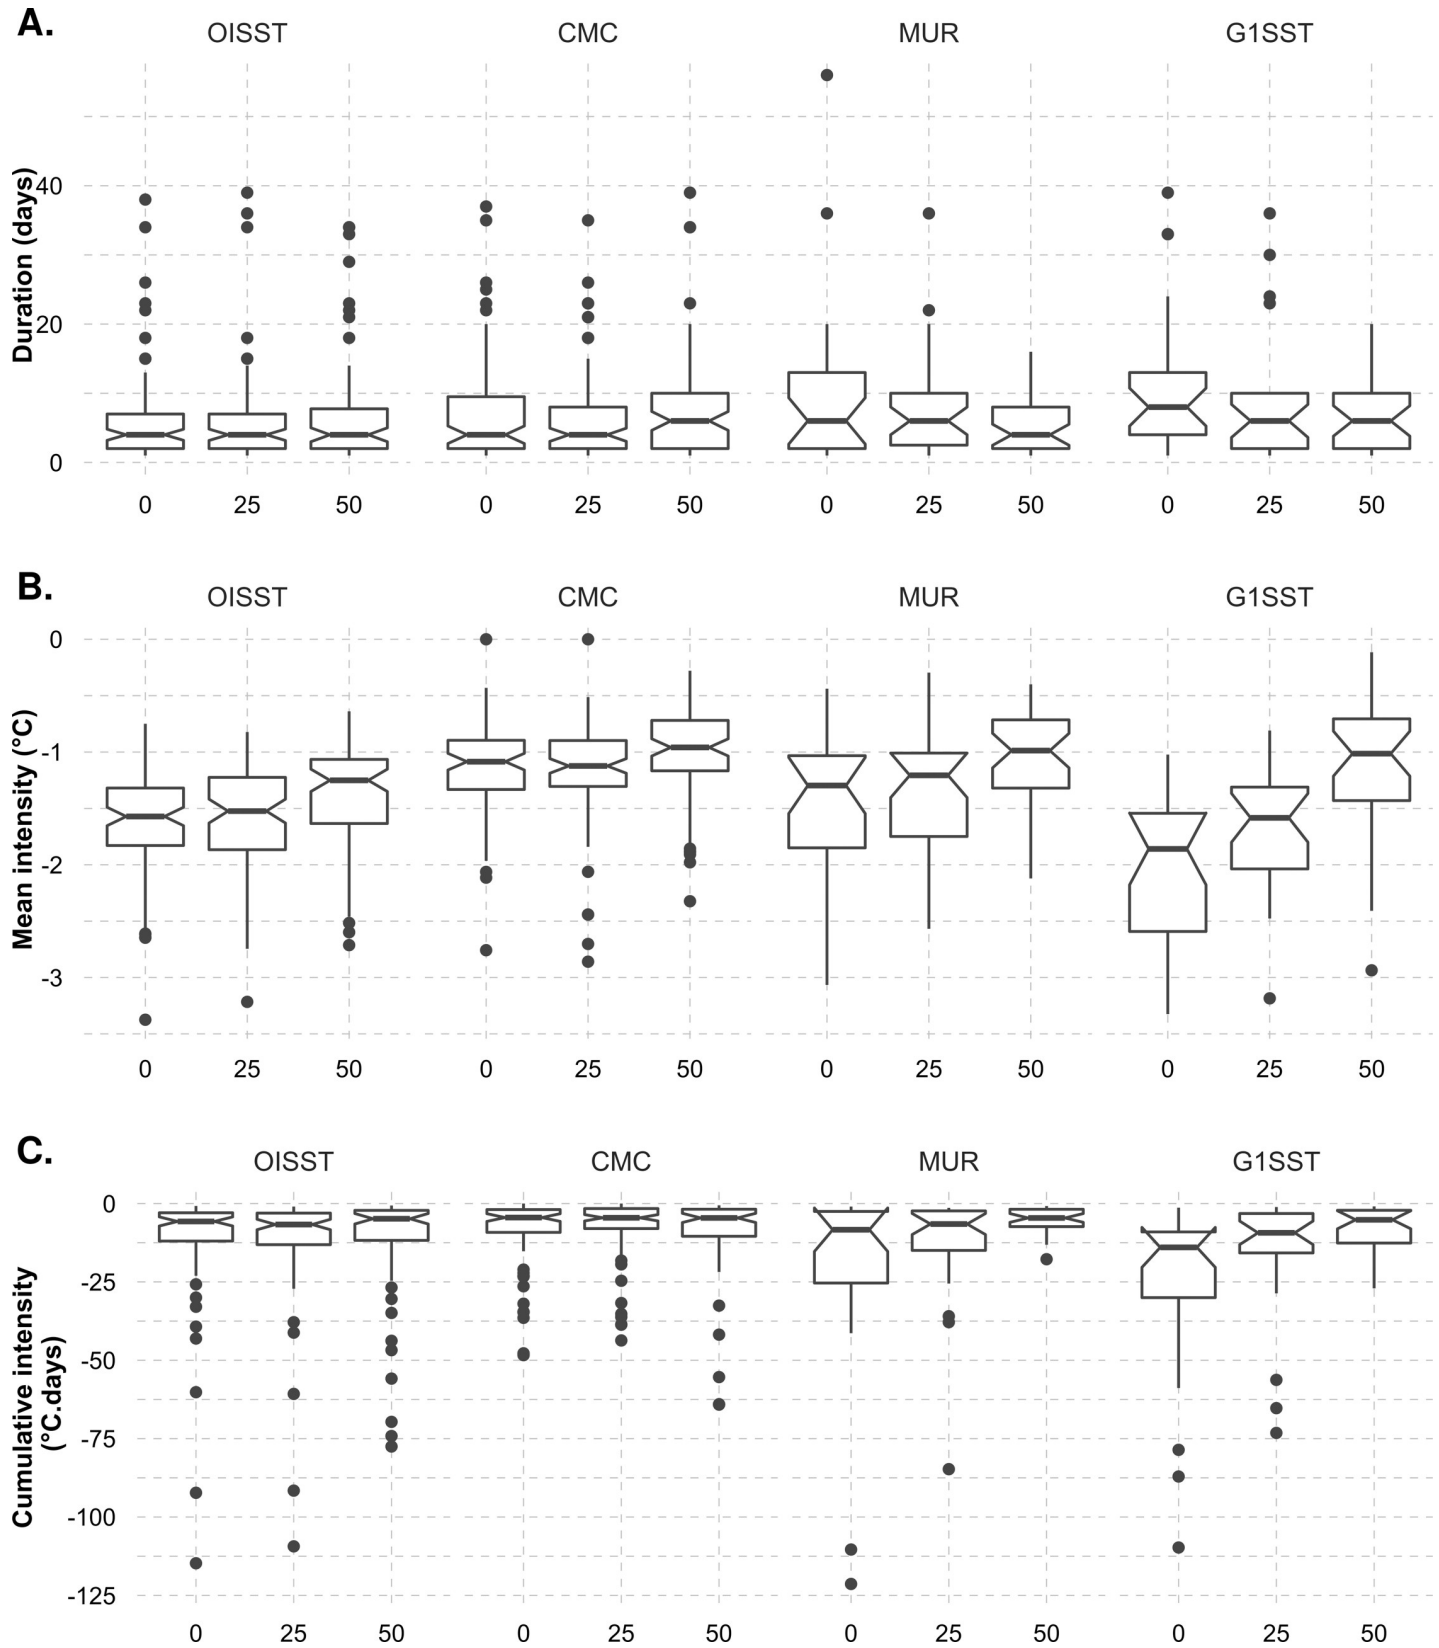 A.
OISST CMC MUR G1SST
Duration (days)
40
20
0
0 25 50 0 25 50 0 25 50 0 25 50
B.
OISST CMC MUR G1SST
Mean intensity (°C)
0
-1
-2
-3
0 25 50 0 25 50 0 25 50 0 25 50
C.
OISST CMC MUR G1SST
Cumulative intensity
(°C.days)
0
-25
-50
-75
-100
-125
0 25 50 0 25 50 0 25 50 0 25 50